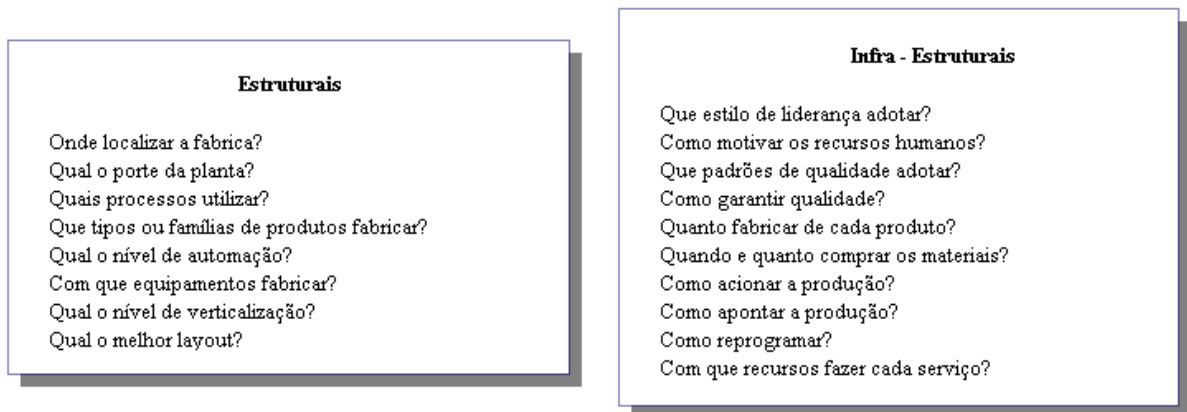 Estruturais
Onde localizar a fabrica?
Qual o porte da planta?
Quais processos utilizar?
Que tipos ou famílias de produtos fabricar?
Qual o nível de automação?
Com que equipamentos fabricar?
Qual o nível de verticalização?
Qual o melhor layout?
Infra - Estruturais
Que estilo de liderança adotar?
Como motivar os recursos humanos?
Que padrões de qualidade adotar?
Como garantir qualidade?
Quanto fabricar de cada produto?
Quando e quanto comprar os materiais?
Como acionar a produção?
Como apontar a produção?
Como reprogramar?
Com que recursos fazer cada serviço?